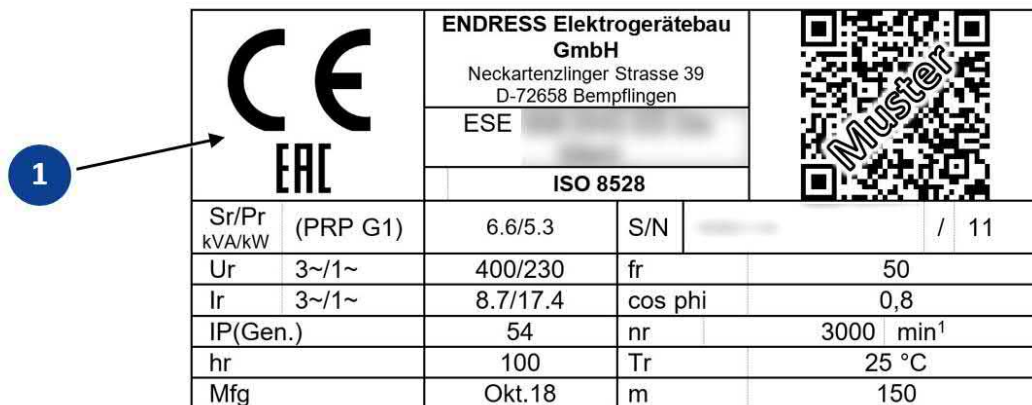 1
CE
EAC
ENDRESS Elektrogerätebau
GmbH
Neckartenzlinger Strasse 39
D-72658 Bempflingen
ESE
ISO 8528
Muster
Sr/Pr
kVA/kW
(PRP G1)
6.6/5.3
S/N
/ 11
Ur 3~/1~ 400/230 fr 50
Ir 3~/1~ 8.7/17.4 cos phi 0,8
IP(Gen.) 54 nr 3000 min¹
hr 100 Tr 25 °C
Mfg Okt.18 m 150